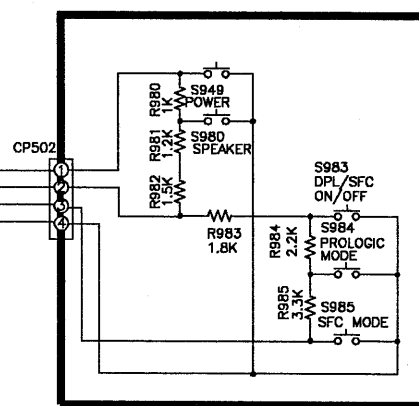 CP502
1
2
3
4
R980
1K
S949
POWER
R981
1.2K
S980
SPEAKER
R982
1.5K
R983
1.8K
S983
DPL/SFC
ON/OFF
R984
2.2K
S984
PROLOGIC
MODE
R985
3.3K
S985
SFC MODE